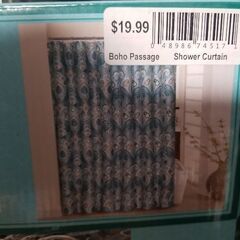 $19.99
0 48986 74517
Boho Passage Shower Curtain